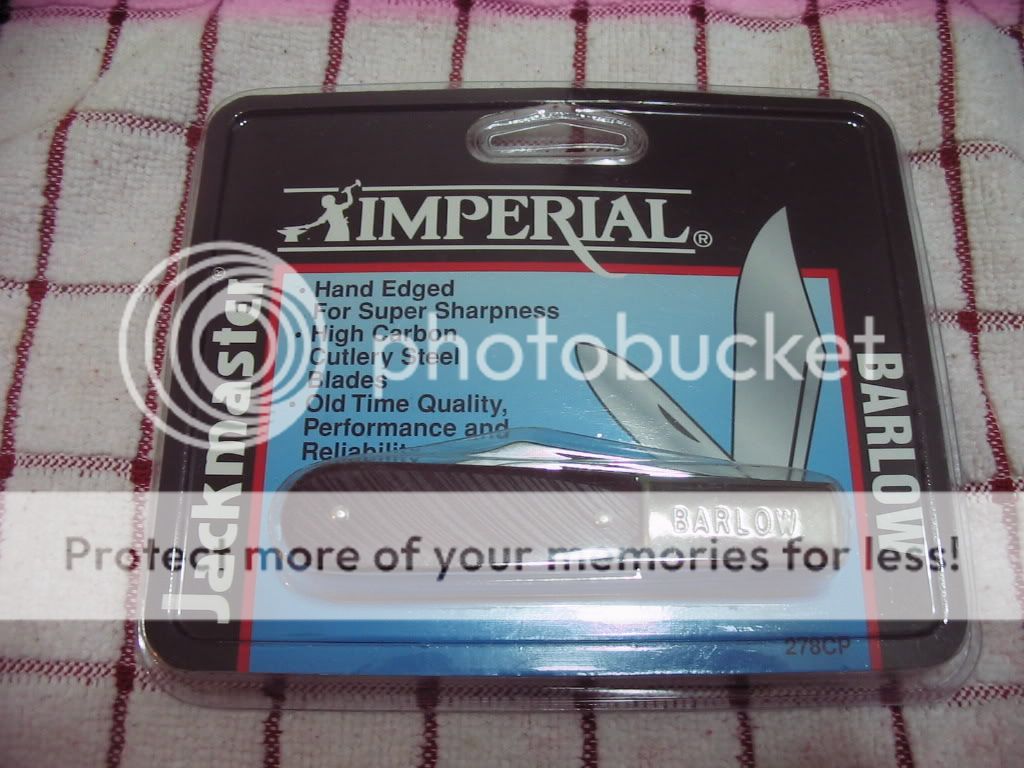 IMPERIAL®
Jackmaster®
• Hand Edged
For Super Sharpness
• High Carbon
Cutlery Steel
Blades
• Old Time Quality,
Performance and
Reliability
BARLOW
BARLOW
278CP
photobucket
Protect more of your memories for less!